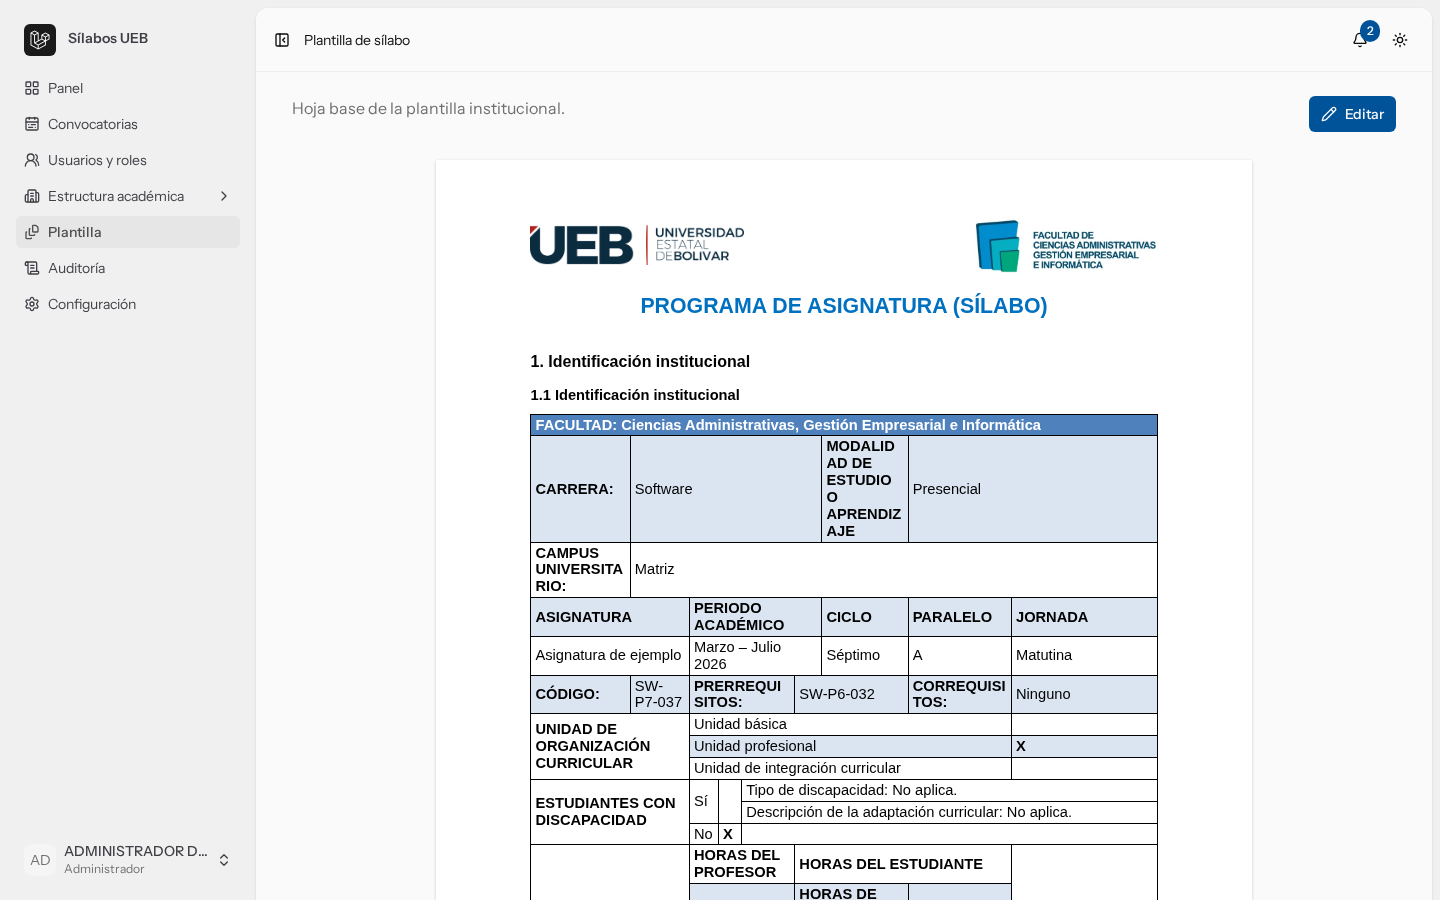 Sílabos UEB
Panel
Convocatorias
Usuarios y roles
Estructura académica
Plantilla
Auditoría
Configuración
AD
ADMINISTRADOR D...
Administrador
Plantilla de sílabo
2
Hoja base de la plantilla institucional.
Editar
UEB
UNIVERSIDAD
ESTATAL
DE BOLIVAR
FACULTAD DE
CIENCIAS ADMINISTRATIVAS
GESTIÓN EMPRESARIAL
E INFORMÁTICA
PROGRAMA DE ASIGNATURA (SÍLABO)
1. Identificación institucional
1.1 Identificación institucional
FACULTAD: Ciencias Administrativas, Gestión Empresarial e Informática
CARRERA:
Software
MODALID
AD DE
ESTUDIO
O
APRENDIZ
AJE
Presencial
CAMPUS
UNIVERSITA
RIO:
Matriz
ASIGNATURA
PERIODO
ACADÉMICO
CICLO
PARALELO
JORNADA
Asignatura de ejemplo
Marzo – Julio
2026
Séptimo
A
Matutina
CÓDIGO:
SW-
P7-037
PRERREQUI
SITOS:
SW-P6-032
CORREQUISI
TOS:
Ninguno
UNIDAD DE
ORGANIZACIÓN
CURRICULAR
Unidad básica
Unidad profesional
X
Unidad de integración curricular
ESTUDIANTES CON
DISCAPACIDAD
Sí
Tipo de discapacidad: No aplica.
Descripción de la adaptación curricular: No aplica.
No
X
HORAS DEL
PROFESOR
HORAS DEL ESTUDIANTE
HORAS DE